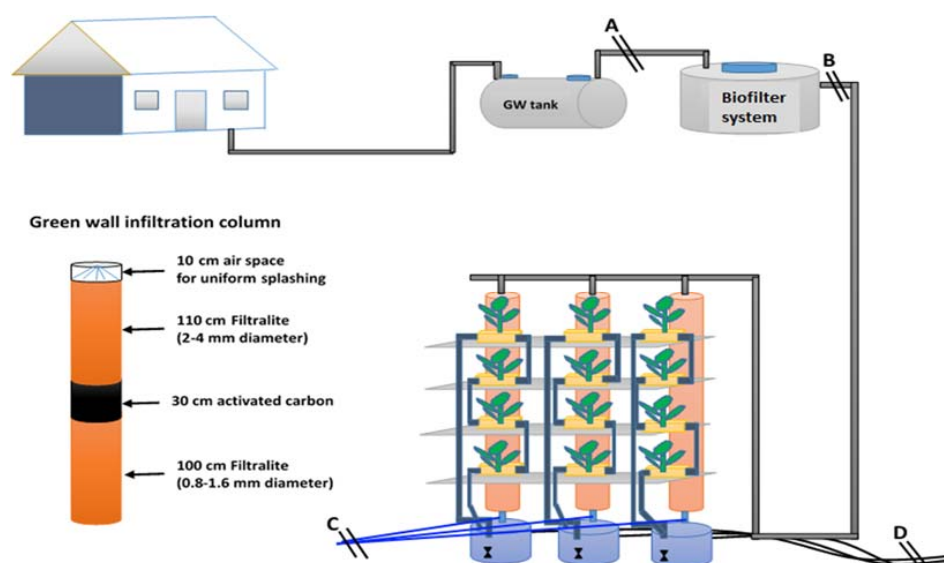 A
B
GW tank
Biofilter
system
Green wall infiltration column
10 cm air space
for uniform splashing
110 cm Filtralite
(2-4 mm diameter)
30 cm activated carbon
100 cm Filtralite
(0.8-1.6 mm diameter)
C
D